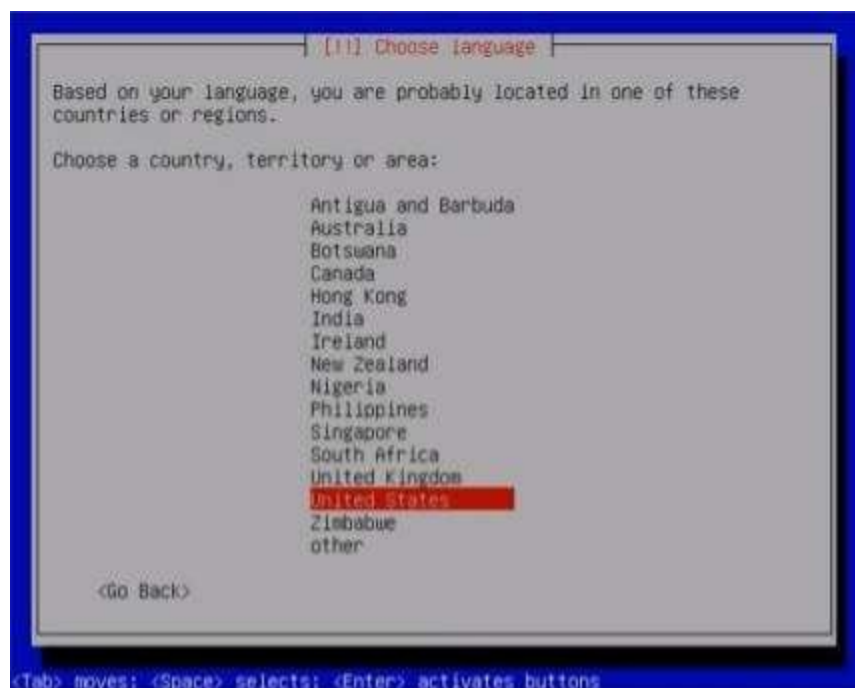 [!!] Choose language
Based on your language, you are probably located in one of these
countries or regions.
Choose a country, territory or area:
Antigua and Barbuda
Australia
Botswana
Canada
Hong Kong
India
Ireland
New Zealand
Nigeria
Philippines
Singapore
South Africa
United Kingdom
United States
Zimbabwe
other
<Go Back>
<Tab> moves; <Space> selects; <Enter> activates buttons